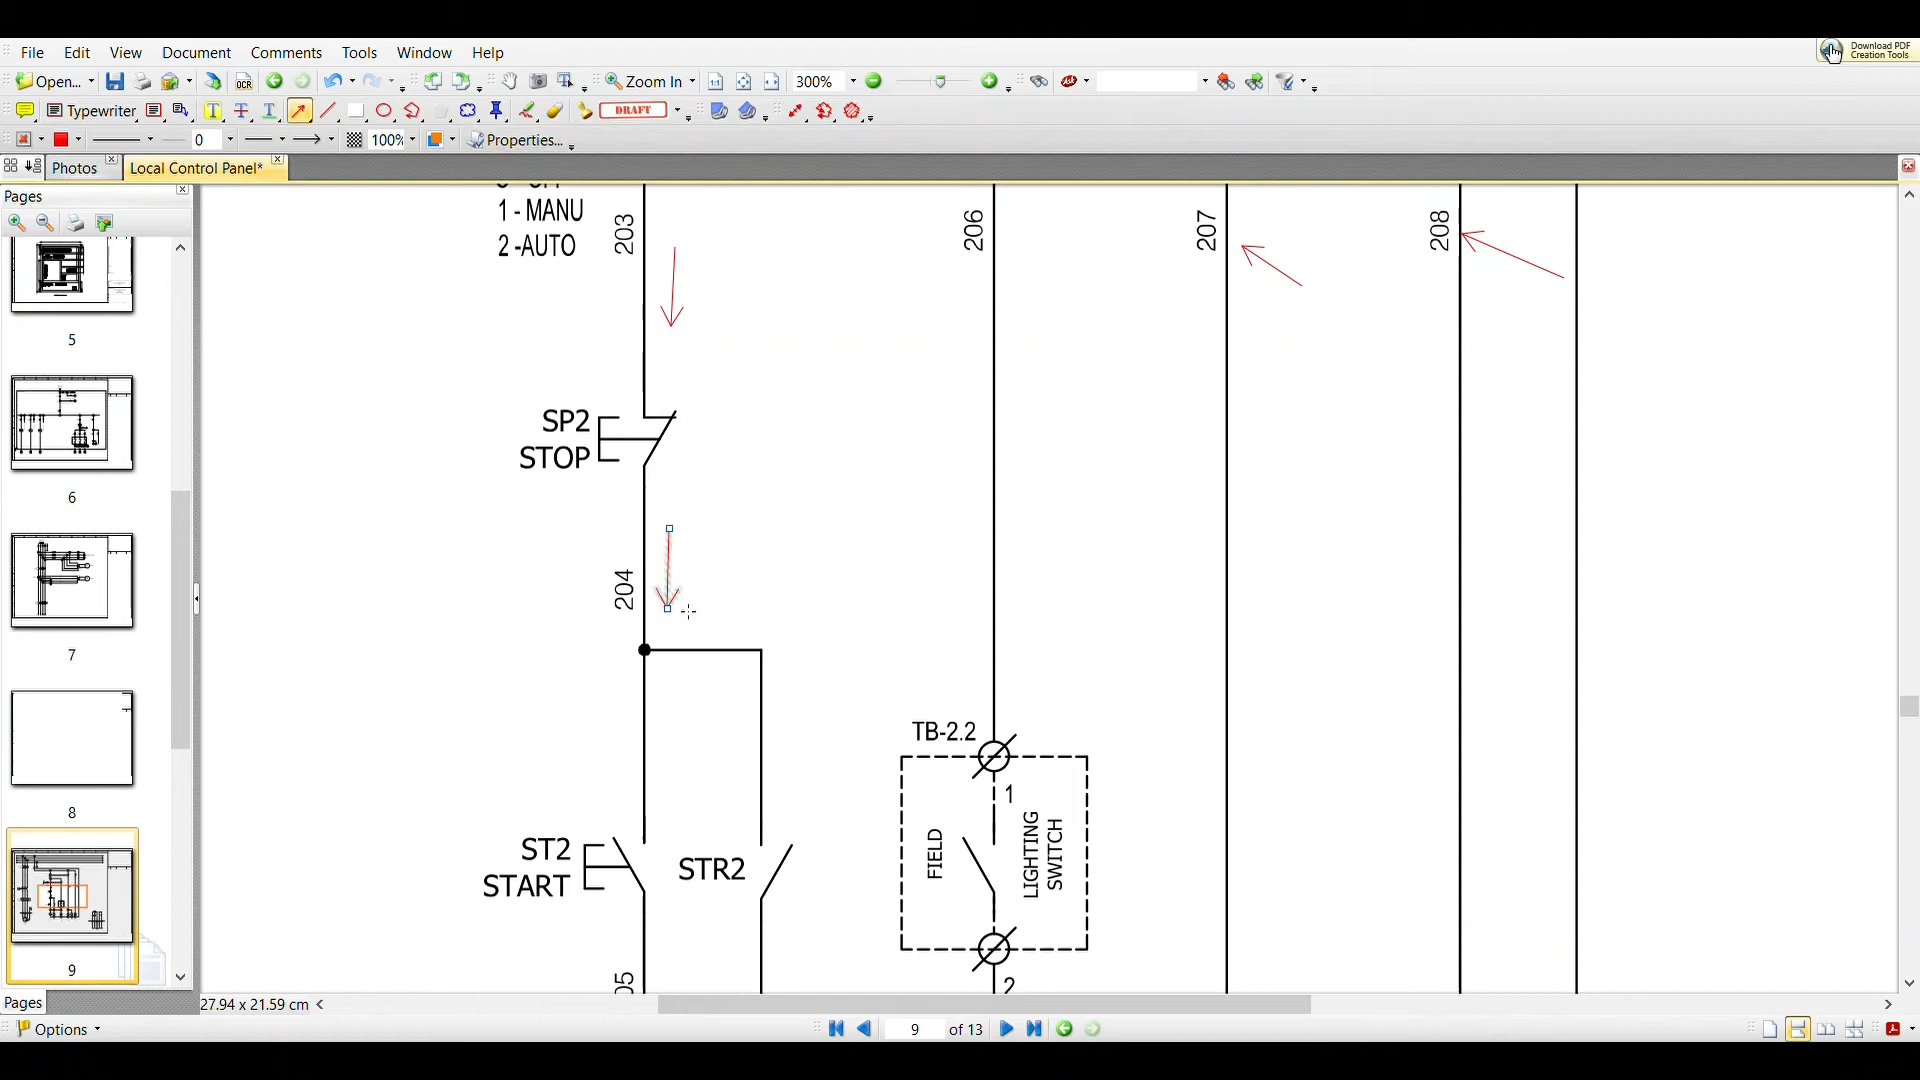 File Edit View Document Comments Tools Window Help
Download PDF
Creation Tools
Open... OCR Zoom In 300%
Typewriter DRAFT
0 100% Properties...
Photos Local Control Panel*
Pages
5
6
7
8
9
1 - MANU
2 -AUTO
203
206
207
208
SP2
STOP
204
TB-2.2
1
FIELD
LIGHTING
SWITCH
ST2
START
STR2
2
Pages
27.94 x 21.59 cm
Options
9 of 13